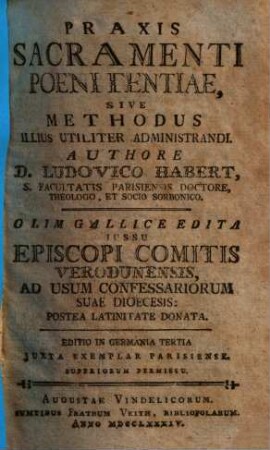 PRAXIS
SACRAMENTI
POENITENTIAE,
SIVE
METHODUS
ILLIUS UTILITER ADMINISTRANDI.
AUTHORE
D. LUDOVICO HABERT,
S. FACULTATIS PARISIENSIS DOCTORE,
THEOLOGO, ET SOCIO SORBONICO.
OLIM GALLICE EDITA
IUSSU
EPISCOPI COMITIS
VERODUNENSIS,
AD USUM CONFESSARIORUM
SUAE DIOECESIS:
POSTEA LATINITATE DONATA.
EDITIO IN GERMANIA TERTIA
JUXTA EXEMPLAR PARISIENSE.
SUPERIORUM PERMISSU.
AUGUSTAE VINDELICORUM.
SUMTIBUS FRATRUM VEITH, BIBLIOPOLARUM.
ANNO MDCCLXXXIV.